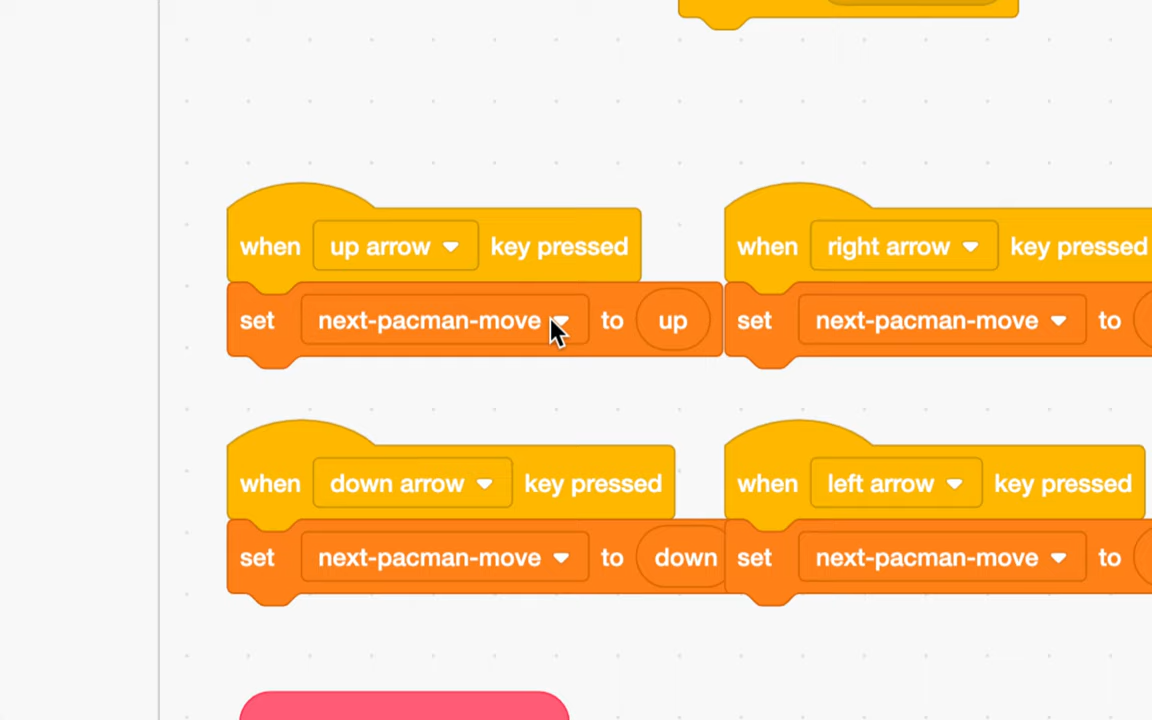 when up arrow key pressed
set next-pacman-move to up
when right arrow key pressed
set next-pacman-move to
when down arrow key pressed
set next-pacman-move to down
when left arrow key pressed
set next-pacman-move to